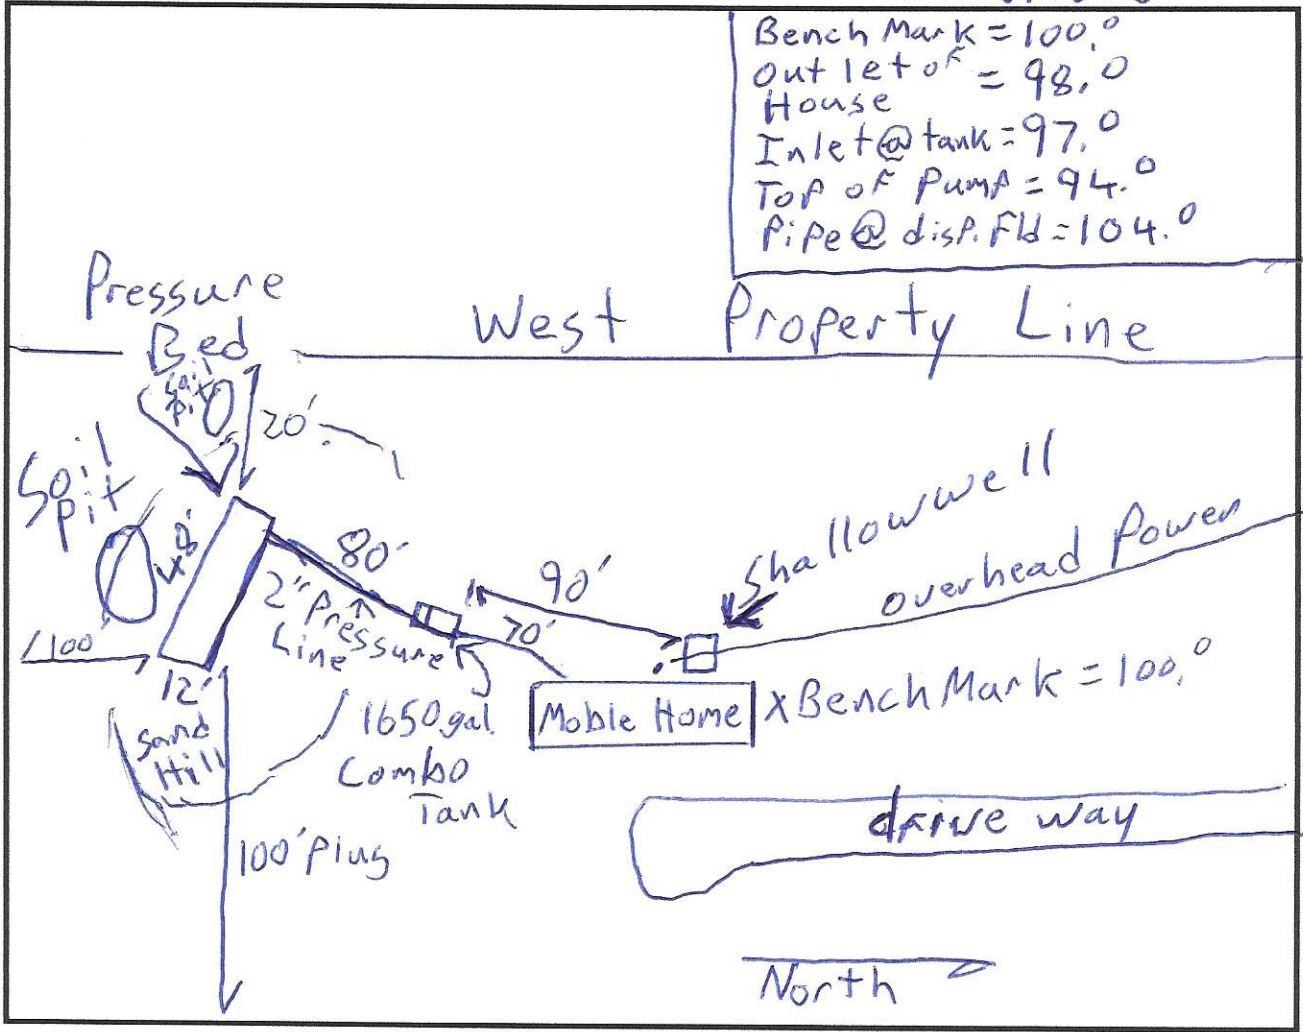 Bench Mark = 100.0
Outlet of = 98.0
House
Inlet @ tank = 97.0
Top of Pump = 94.0
Pipe @ disp. Fld = 104.0
Pressure
Bed
West Property Line
Soil
pit
20'
Soil
pit
48'
80'
2" Pressure
Line
90'
70'
Shallow well
overhead Power
100'
12'
Sand
Hill
1650 gal.
Combo
Tank
Moble Home
x Bench Mark = 100.0
drive way
100' Plus
North